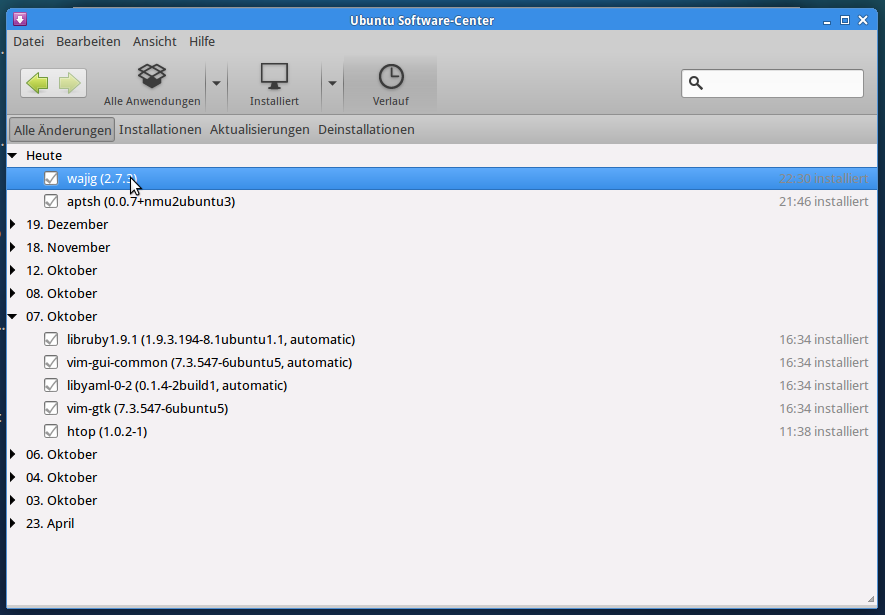 Ubuntu Software-Center
Datei Bearbeiten Ansicht Hilfe
Alle Anwendungen Installiert Verlauf
Alle Änderungen Installationen Aktualisierungen Deinstallationen
Heute
wajig 22:30 installiert
aptsh (0.0.7+nmu2ubuntu3) 21:46 installiert
19. Dezember
18. November
12. Oktober
08. Oktober
07. Oktober
libruby1.9.1 (1.9.3.194-8.1ubuntu1.1, automatic) 16:34 installiert
vim-gui-common (7.3.547-6ubuntu5, automatic) 16:34 installiert
libyaml-0-2 (0.1.4-2build1, automatic) 16:34 installiert
vim-gtk (7.3.547-6ubuntu5) 16:34 installiert
htop (1.0.2-1) 11:38 installiert
06. Oktober
04. Oktober
03. Oktober
23. April